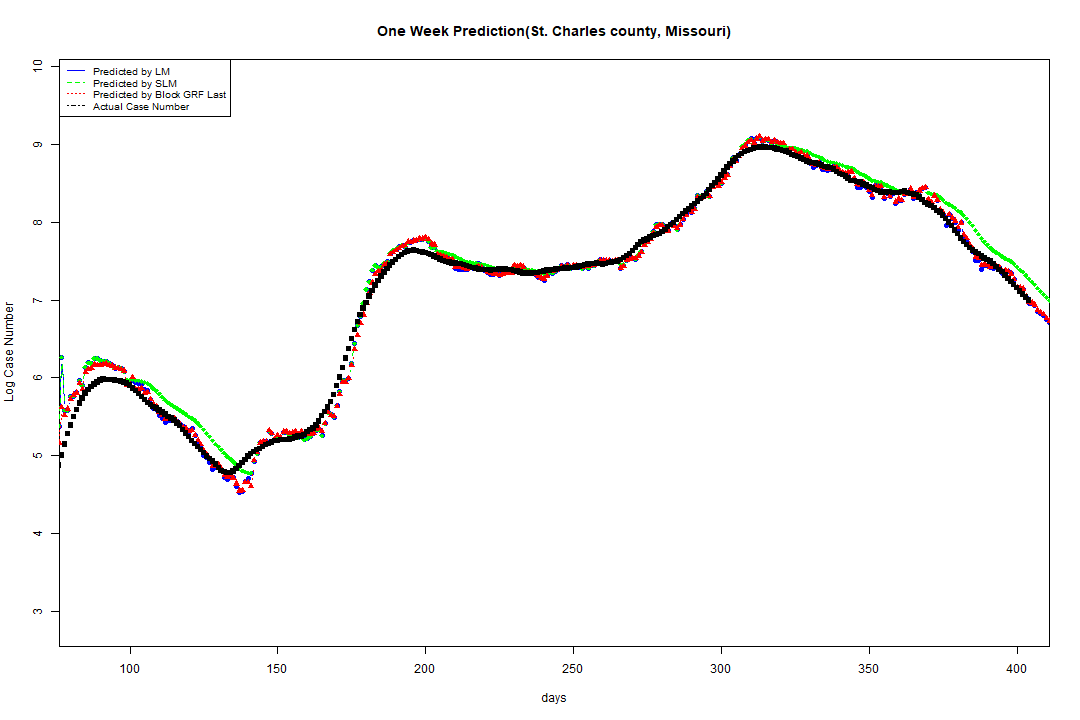 One Week Prediction(St. Charles county, Missouri)
Predicted by LM
Predicted by SLM
Predicted by Block GRF Last
Actual Case Number
10
9
8
7
6
5
4
3
Log Case Number
100 150 200 250 300 350 400
days